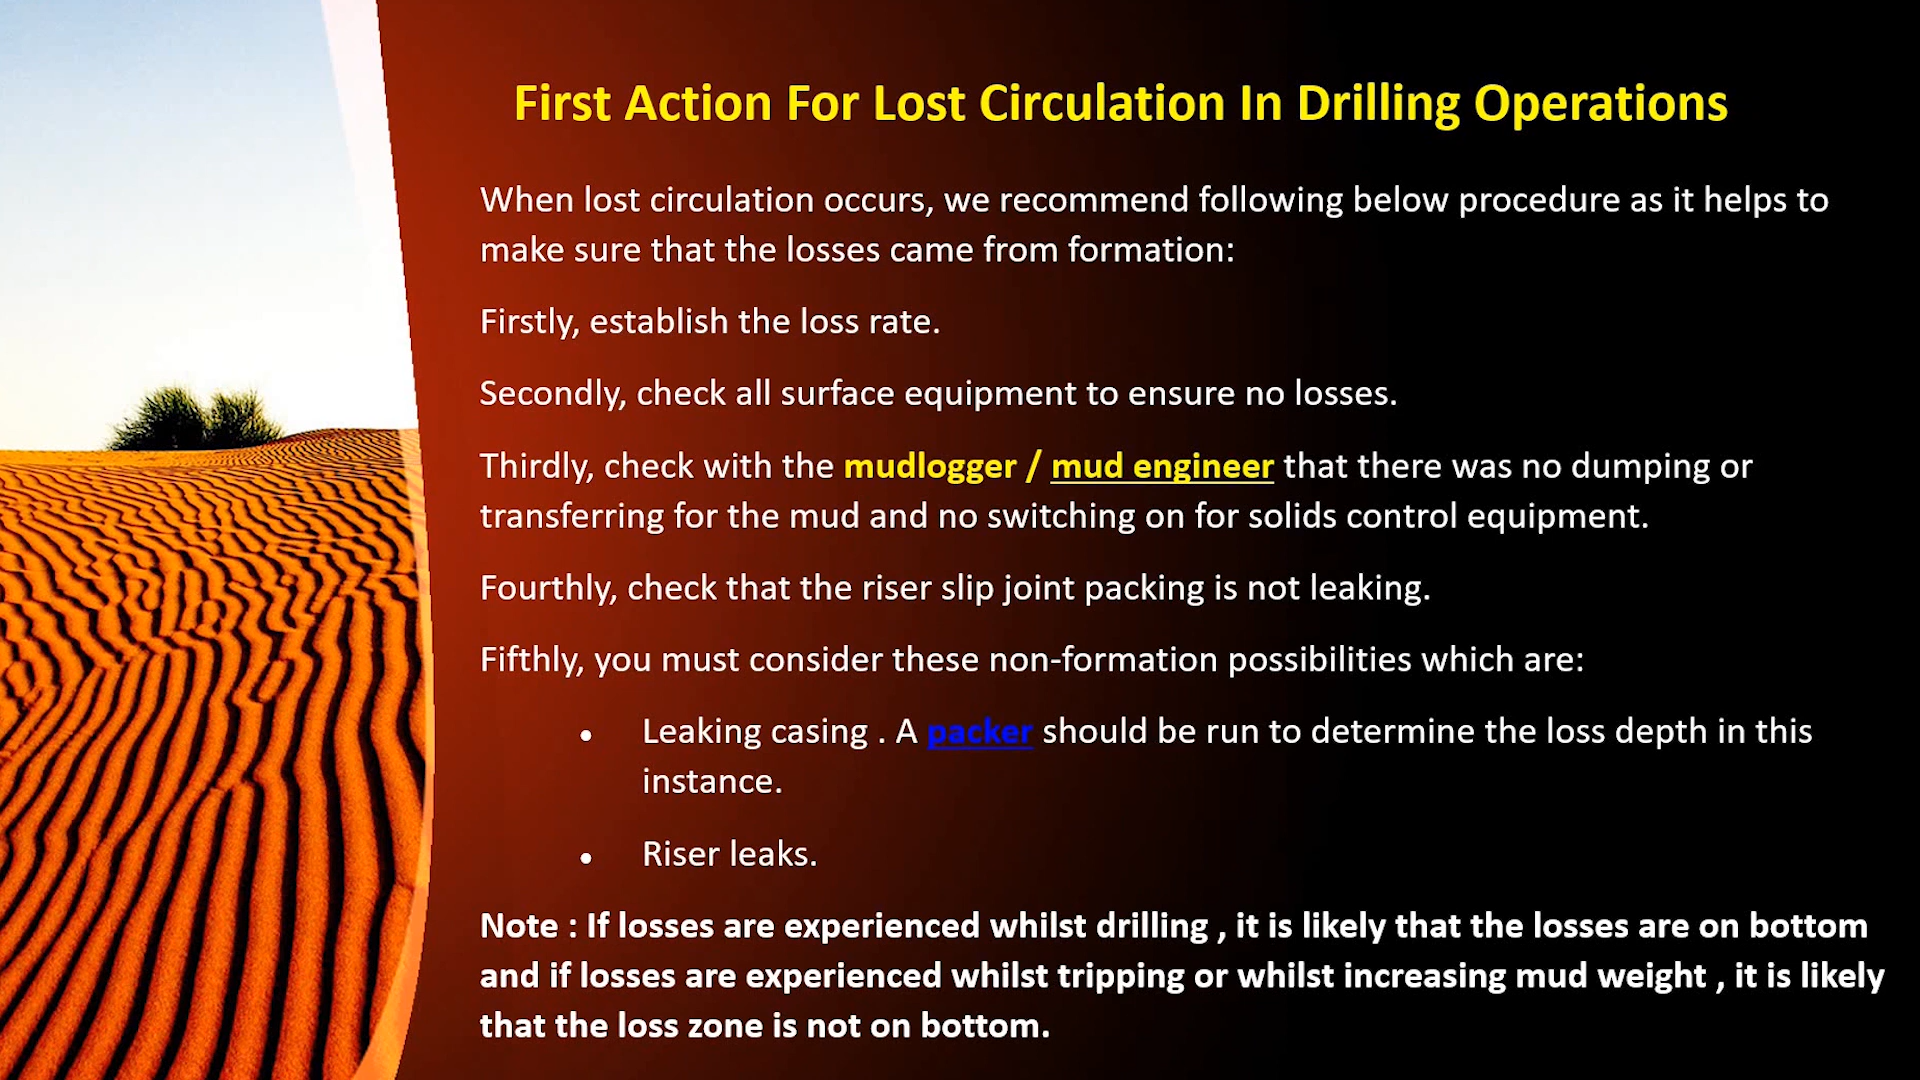 First Action For Lost Circulation In Drilling Operations
When lost circulation occurs, we recommend following below procedure as it helps to
make sure that the losses came from formation:
Firstly, establish the loss rate.
Secondly, check all surface equipment to ensure no losses.
Thirdly, check with the mudlogger / mud engineer that there was no dumping or
transferring for the mud and no switching on for solids control equipment.
Fourthly, check that the riser slip joint packing is not leaking.
Fifthly, you must consider these non-formation possibilities which are:
• Leaking casing . A packer should be run to determine the loss depth in this
instance.
• Riser leaks.
Note : If losses are experienced whilst drilling , it is likely that the losses are on bottom
and if losses are experienced whilst tripping or whilst increasing mud weight , it is likely
that the loss zone is not on bottom.